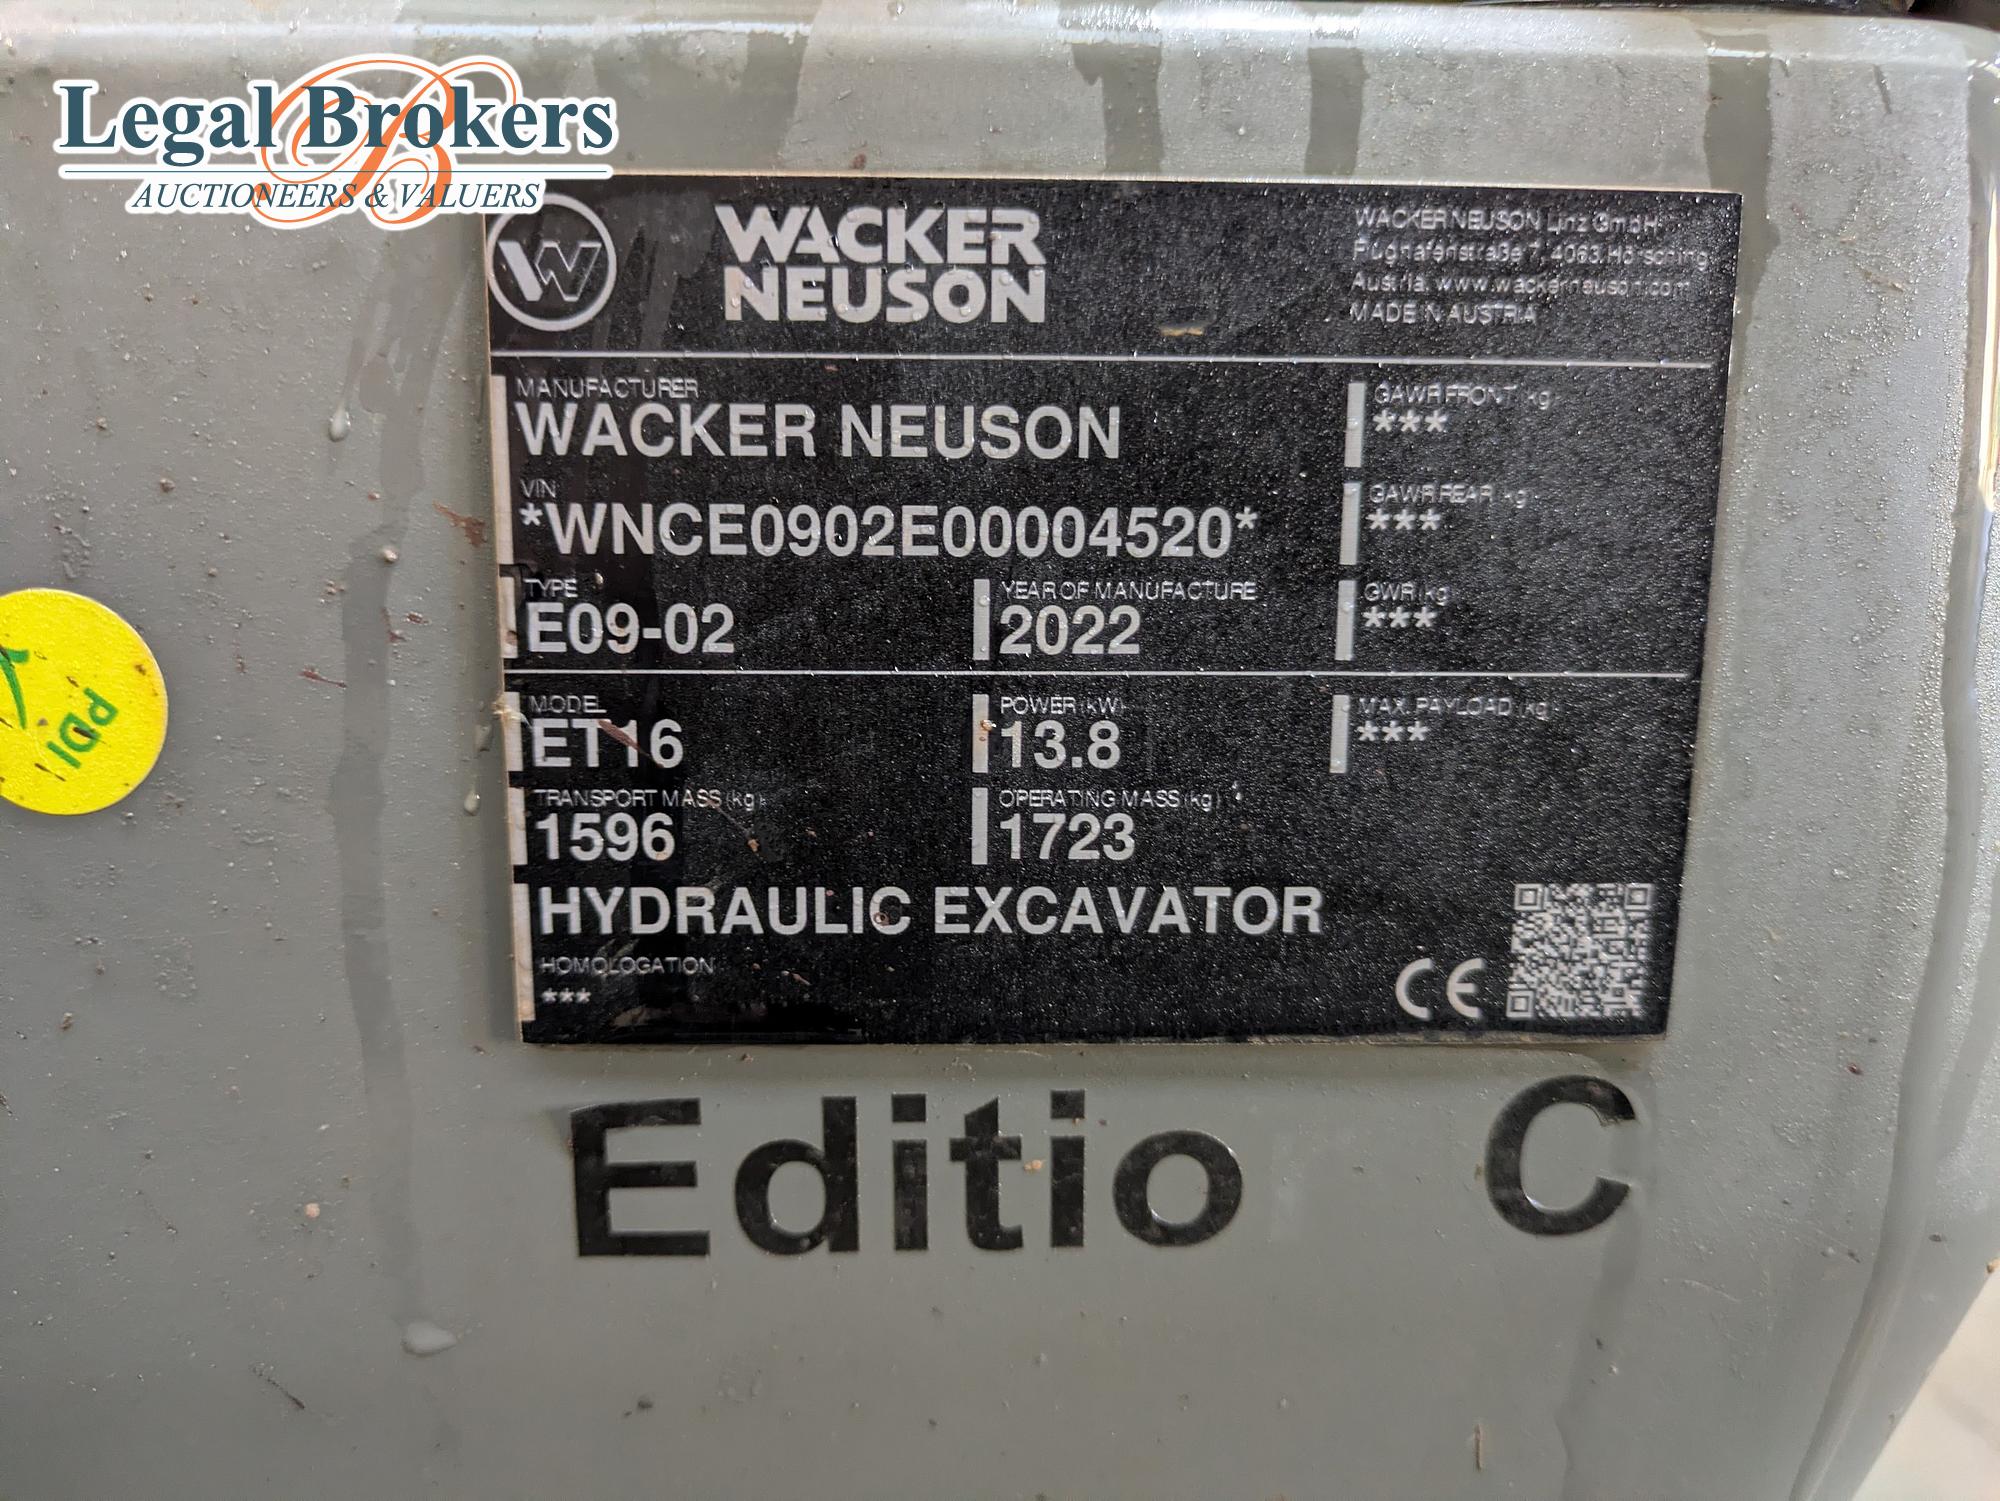 Legal Brokers
AUCTIONEERS & VALUERS
W
WACKER
NEUSON
WACKER NEUSON Linz GmbH
Flughafenstraße 7, 4063 Hörsching
Austria, www.wackerneuson.com
MADE IN AUSTRIA
MANUFACTURER
WACKER NEUSON
GAWR FRONT (kg)
***
VIN
*WNCE0902E00004520*
GAWR REAR (kg)
***
TYPE
E09-02
YEAR OF MANUFACTURE
2022
GWR (kg)
***
MODEL
ET16
POWER (kW)
13.8
MAX. PAYLOAD (kg)
***
TRANSPORT MASS (kg)
1596
OPERATING MASS (kg)
1723
HYDRAULIC EXCAVATOR
HOMOLOGATION
***
CE
PDI
Editio C